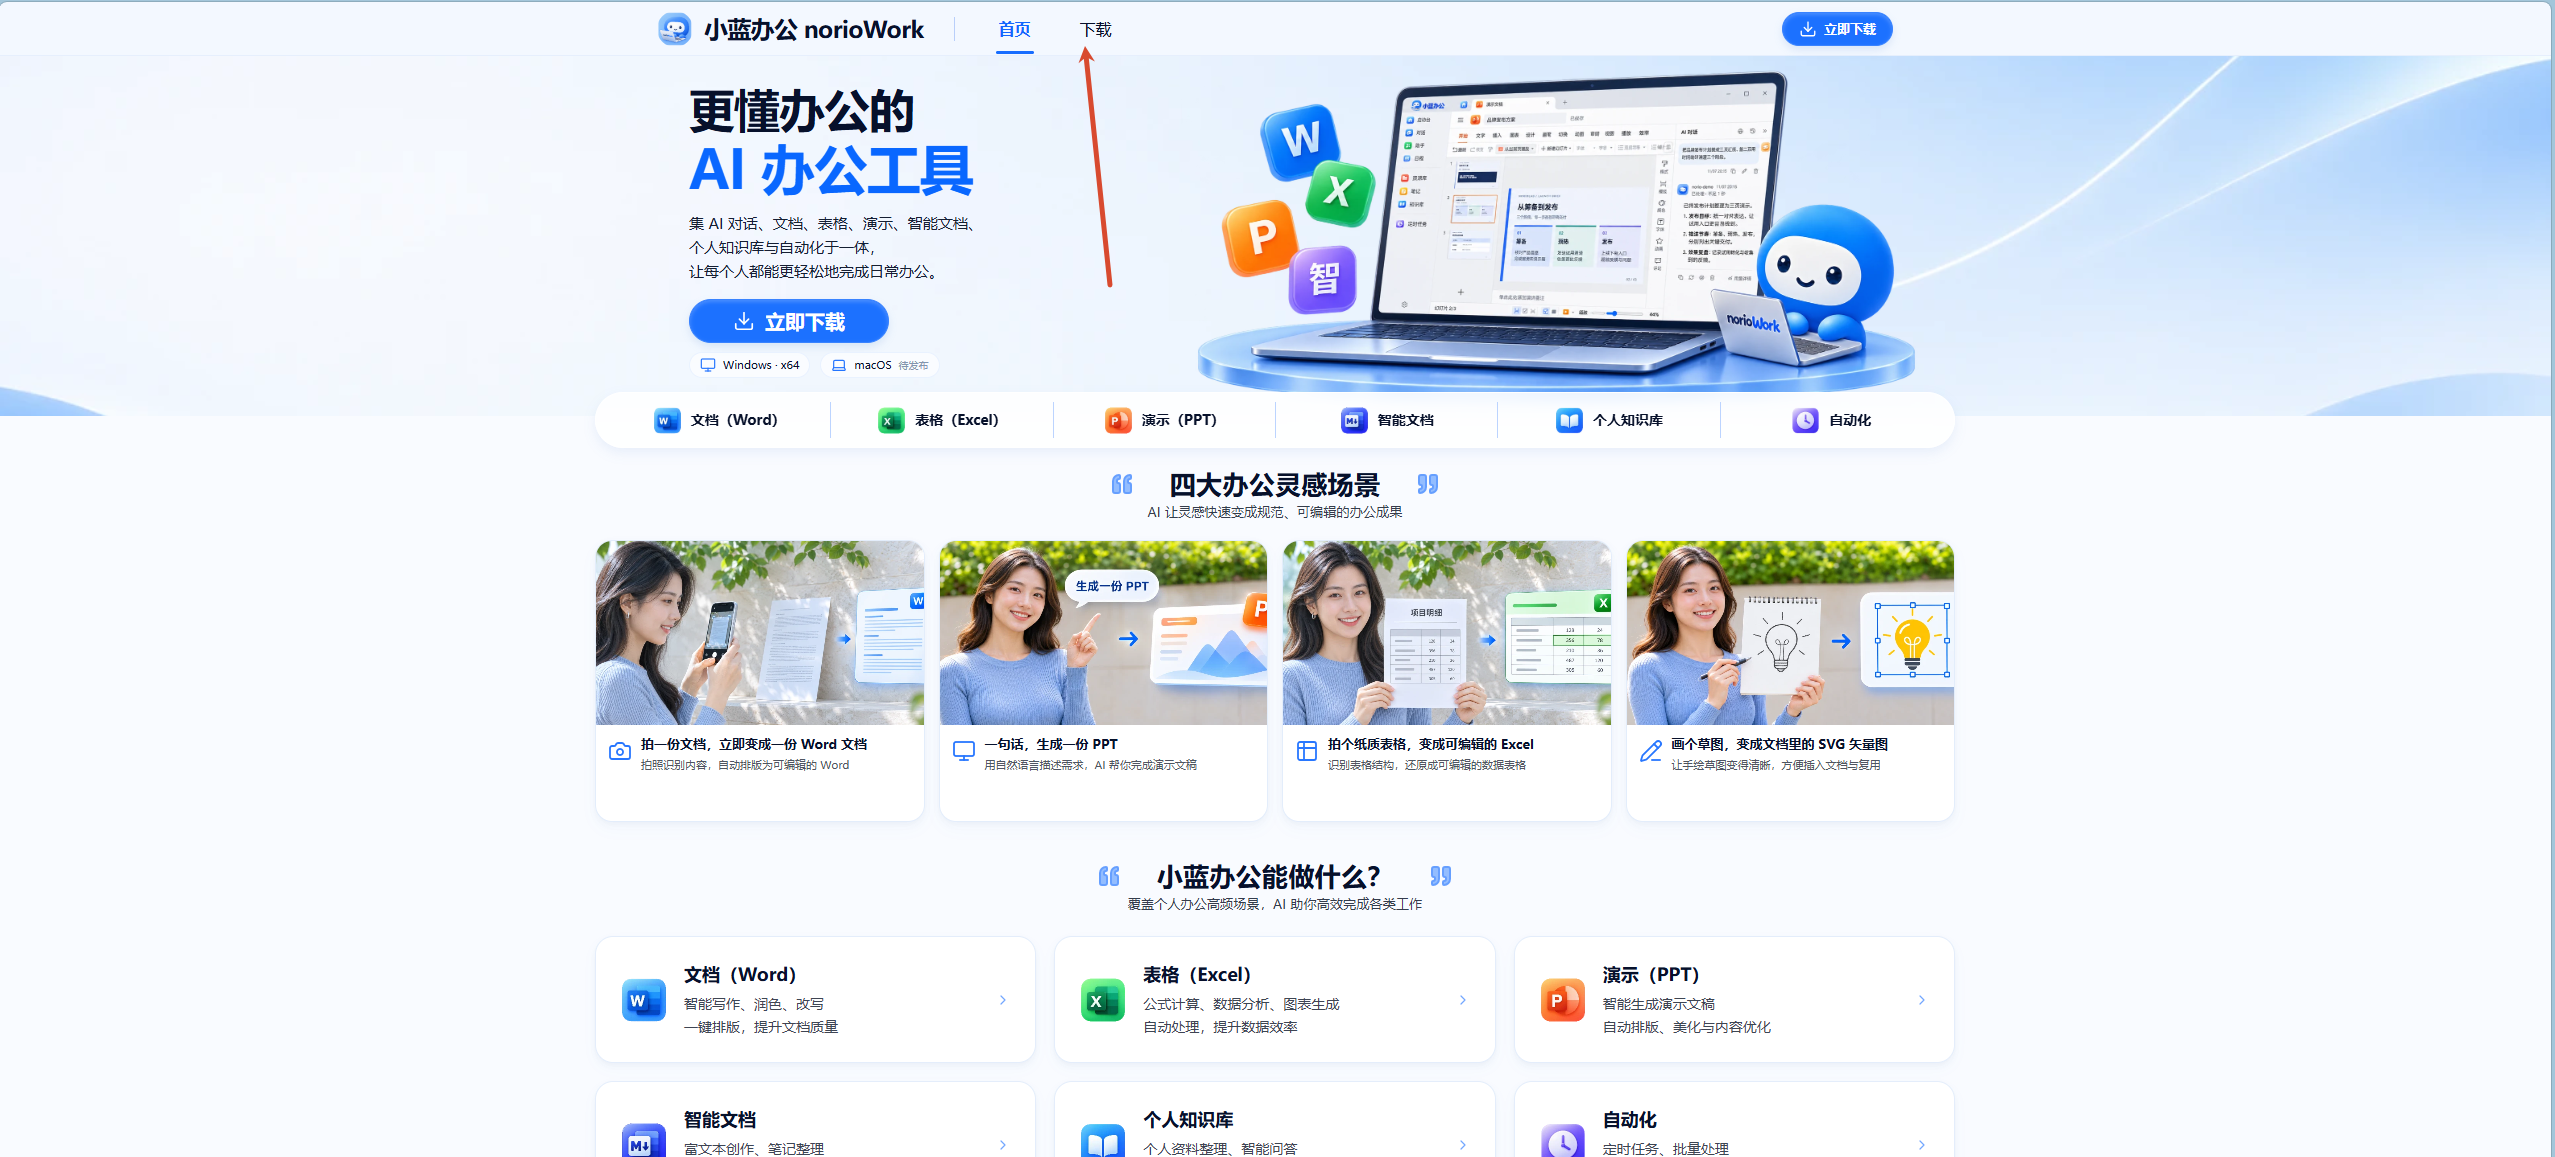 小蓝办公 norioWork
首页
下载
立即下载
更懂办公的
AI 办公工具
集 AI 对话、文档、表格、演示、智能文档、
个人知识库与自动化于一体，
让每个人都能更轻松地完成日常办公。
立即下载
Windows · x64
macOS 待发布
W
X
P
智
小蓝办公
AI 对话
从筹备到发布
筹备
发布
norioWork
文档（Word）
表格（Excel）
演示（PPT）
智能文档
个人知识库
自动化
四大办公灵感场景
AI 让灵感快速变成规范、可编辑的办公成果
生成一份 PPT
项目明细
拍一份文档，立即变成一份 Word 文档
拍照识别内容，自动排版为可编辑的 Word
一句话，生成一份 PPT
用自然语言描述需求，AI 帮你完成演示文稿
拍个纸质表格，变成可编辑的 Excel
识别表格结构，还原成可编辑的数据表格
画个草图，变成文档里的 SVG 矢量图
让手绘草图变得清晰，方便插入文档与复用
小蓝办公能做什么？
覆盖个人办公高频场景，AI 助你高效完成各类工作
文档（Word）
智能写作、润色、改写
一键排版，提升文档质量
表格（Excel）
公式计算、数据分析、图表生成
自动处理，提升数据效率
演示（PPT）
智能生成演示文稿
自动排版、美化与内容优化
智能文档
富文本创作、笔记整理
个人知识库
个人资料整理、智能问答
自动化
定时任务、批量处理